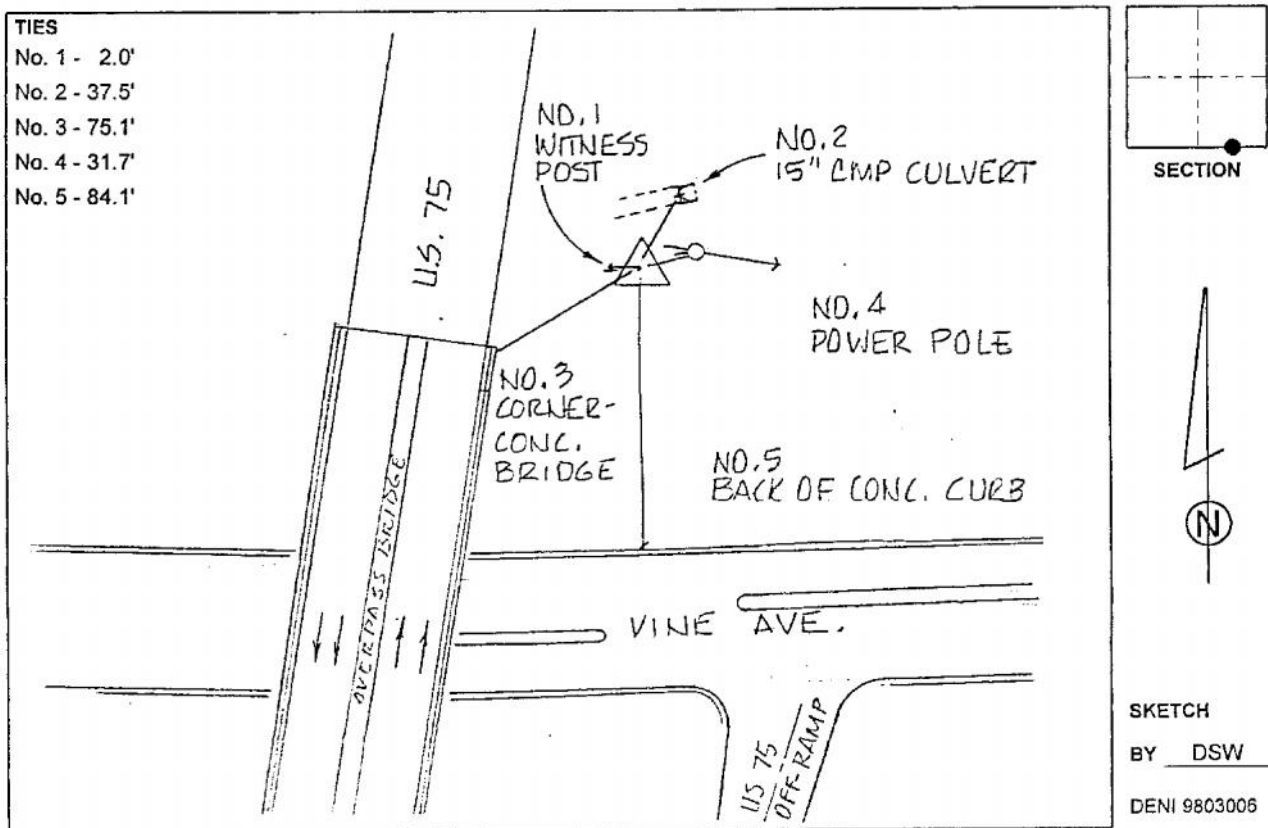 TIES
No. 1 - 2.0'
No. 2 - 37.5'
No. 3 - 75.1'
No. 4 - 31.7'
No. 5 - 84.1'
U.S. 75
NO. 1
WITNESS
POST
NO. 2
15" CMP CULVERT
NO. 4
POWER POLE
NO. 3
CORNER-
CONC.
BRIDGE
NO. 5
BACK OF CONC. CURB
OVERPASS BRIDGE
VINE AVE.
US 75
OFF-RAMP
SECTION
N
SKETCH
BY DSW
DENI 9803006